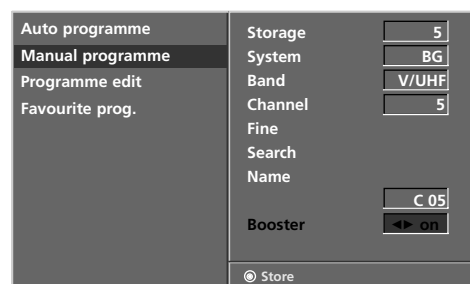 Auto programme
Manual programme
Programme edit
Favourite prog.
Storage 5
System BG
Band V/UHF
Channel 5
Fine
Search
Name
C 05
Booster ◀▶ on
◉ Store